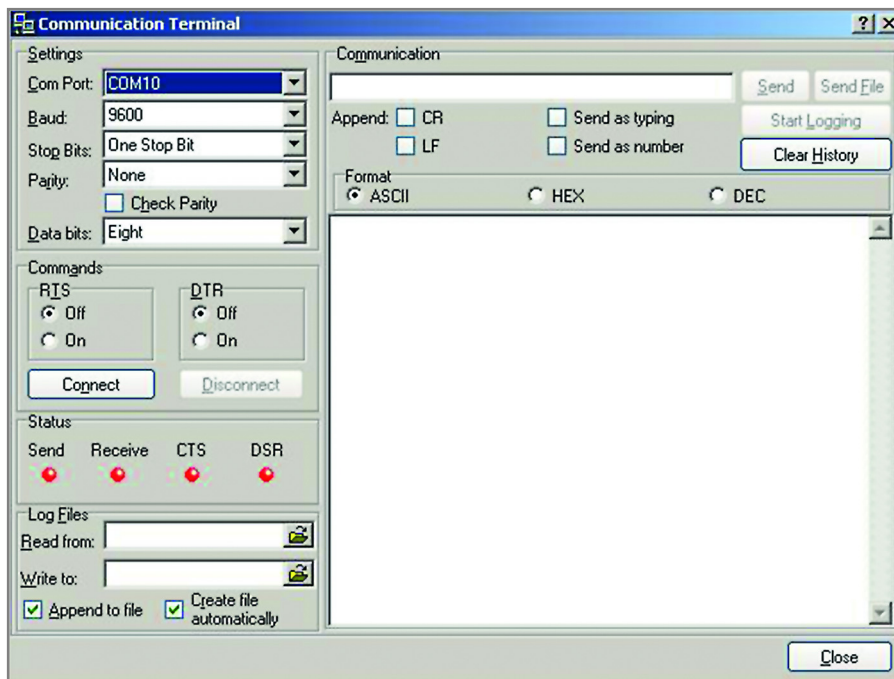 Communication Terminal
Settings
Com Port: COM10
Baud: 9600
Stop Bits: One Stop Bit
Parity: None
Check Parity
Data bits: Eight
Commands
RTS
Off
On
DTR
Off
On
Connect
Disconnect
Status
Send Receive CTS DSR
Log Files
Read from:
Write to:
Append to file
Create file
automatically
Communication
Send
Send File
Append: CR
Send as typing
Start Logging
LF
Send as number
Clear History
Format
ASCII
HEX
DEC
Close